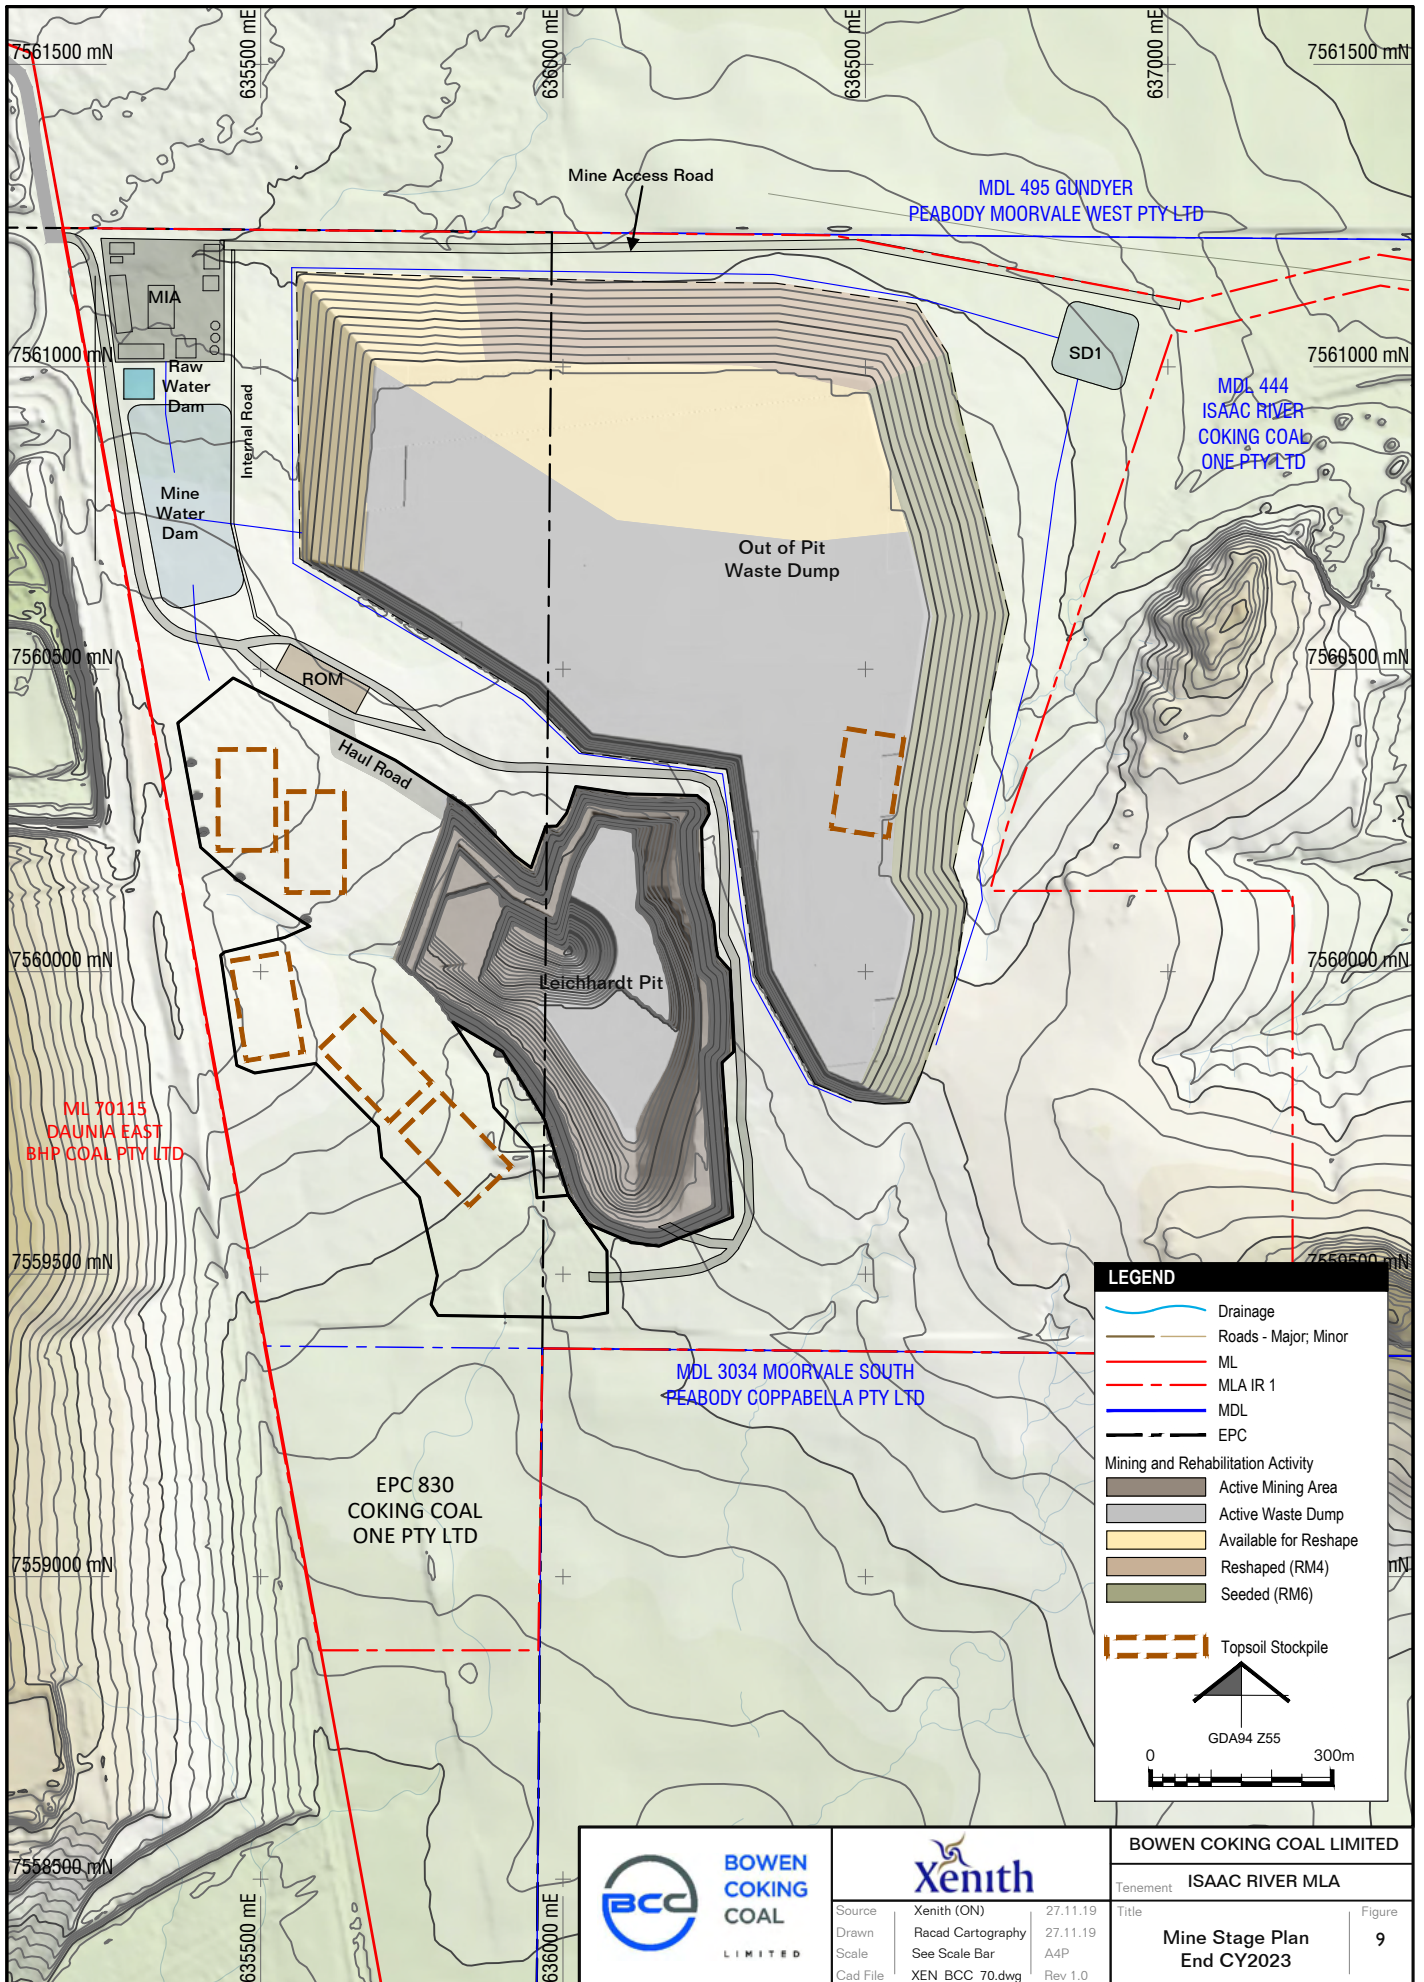 7561500 mN
635500 mE
636000 mE
636500 mE
637000 mE
7561500 mN
Mine Access Road
MDL 495 GUNDYER
PEABODY MOORVALE WEST PTY LTD
MIA
SD1
7561000 mN
7561000 mN
Raw
Water
Dam
Internal Road
MDL 444
ISAAC RIVER
COKING COAL
ONE PTY LTD
Mine
Water
Dam
Out of Pit
Waste Dump
7560500 mN
7560500 mN
ROM
Haul Road
7560000 mN
7560000 mN
Leichhardt Pit
ML 70115
DAUNIA EAST
BHP COAL PTY LTD
7559500 mN
7559500 mN
MDL 3034 MOORVALE SOUTH
PEABODY COPPABELLA PTY LTD
EPC 830
COKING COAL
ONE PTY LTD
7559000 mN
mN
7558500 mN
635500 mE
636000 mE
LEGEND
Drainage
Roads - Major; Minor
ML
MLA IR 1
MDL
EPC
Mining and Rehabilitation Activity
Active Mining Area
Active Waste Dump
Available for Reshape
Reshaped (RM4)
Seeded (RM6)
Topsoil Stockpile
GDA94 Z55
0 300m
BCC
BOWEN
COKING
COAL
LIMITED
Xenith
Source Xenith (ON) 27.11.19
Drawn Racad Cartography 27.11.19
Scale See Scale Bar A4P
Cad File XEN BCC 70.dwg Rev 1.0
BOWEN COKING COAL LIMITED
Tenement ISAAC RIVER MLA
Title
Mine Stage Plan
End CY2023
Figure
9